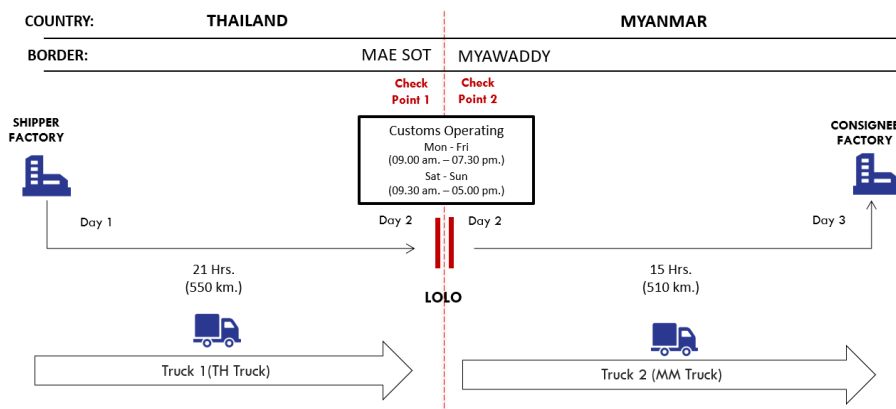 COUNTRY: THAILAND MYANMAR
BORDER: MAE SOT MYAWADDY
Check Point 1
Check Point 2
SHIPPER FACTORY
Customs Operating
Mon - Fri
(09.00 am. – 07.30 pm.)
Sat - Sun
(09.30 am. – 05.00 pm.)
CONSIGNEE FACTORY
Day 1
Day 2
Day 2
Day 3
21 Hrs.
(550 km.)
LOLO
15 Hrs.
(510 km.)
Truck 1(TH Truck)
Truck 2 (MM Truck)